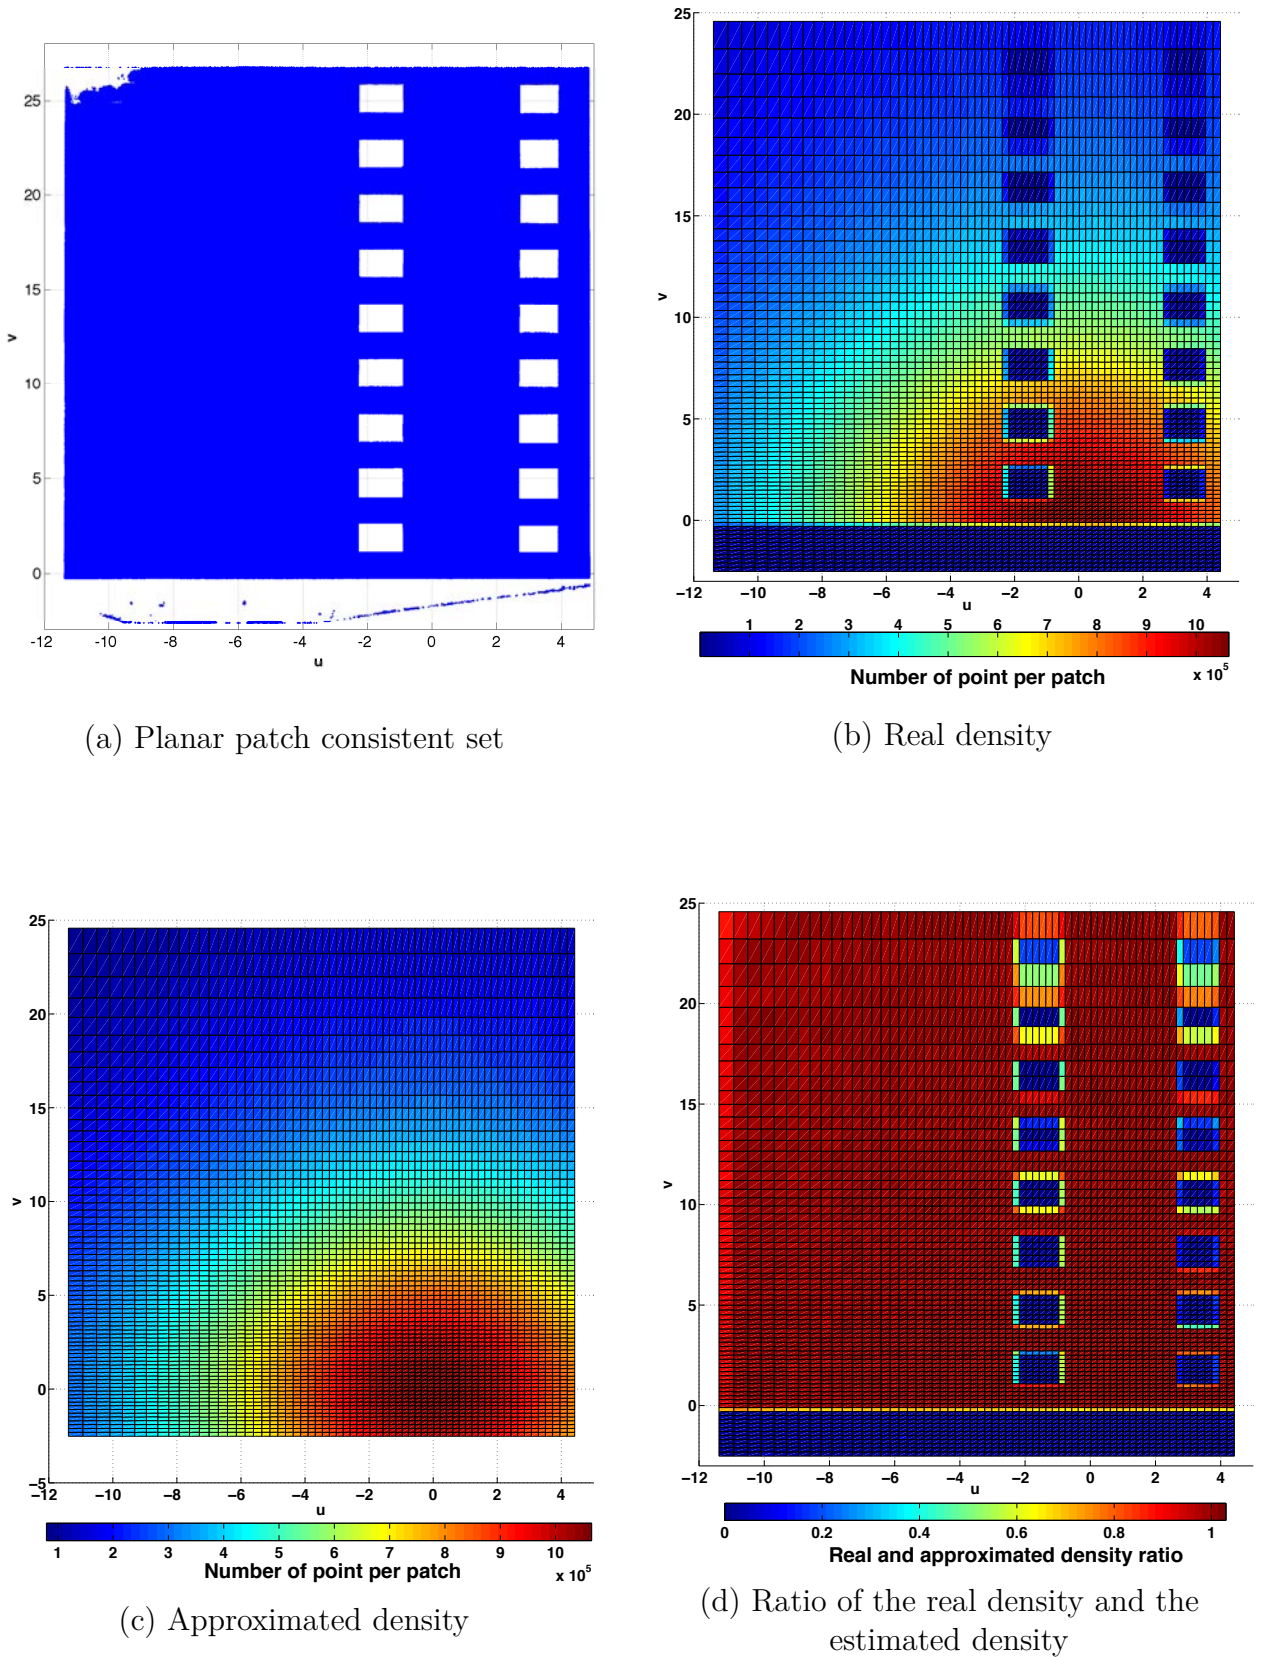 25
20
15
10
5
0
v
-12 -10 -8 -6 -4 -2 0 2 4
u
(a) Planar patch consistent set
25
20
15
10
5
0
v
−12 −10 −8 −6 −4 −2 0 2 4
u
1 2 3 4 5 6 7 8 9 10
Number of point per patch x 10^5
(b) Real density
25
20
15
10
5
0
−5
v
−12 −10 −8 −6 −4 −2 0 2 4
u
1 2 3 4 5 6 7 8 9 10
Number of point per patch x 10^5
(c) Approximated density
25
20
15
10
5
0
v
−12 −10 −8 −6 −4 −2 0 2 4
u
0 0.2 0.4 0.6 0.8 1
Real and approximated density ratio
(d) Ratio of the real density and the
estimated density